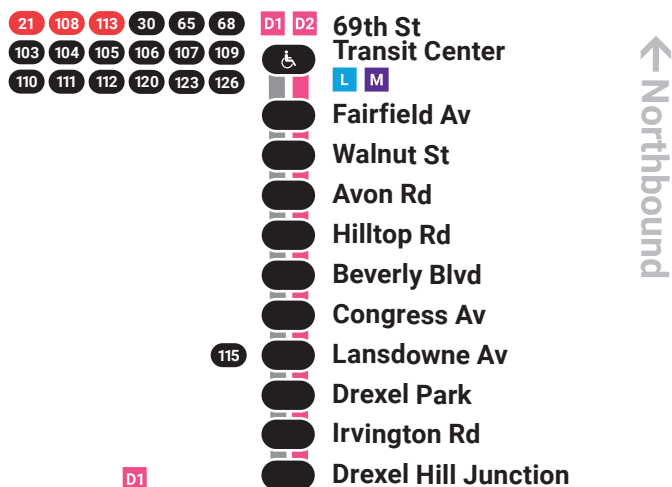 21 108 113 30 65 68 D1 D2 69th St
103 104 105 106 107 109 Transit Center
110 111 112 120 123 126 L M
Fairfield Av
Walnut St
Avon Rd
Hilltop Rd
Beverly Blvd
Congress Av
115 Lansdowne Av
Drexel Park
Irvington Rd
D1 Drexel Hill Junction
Northbound